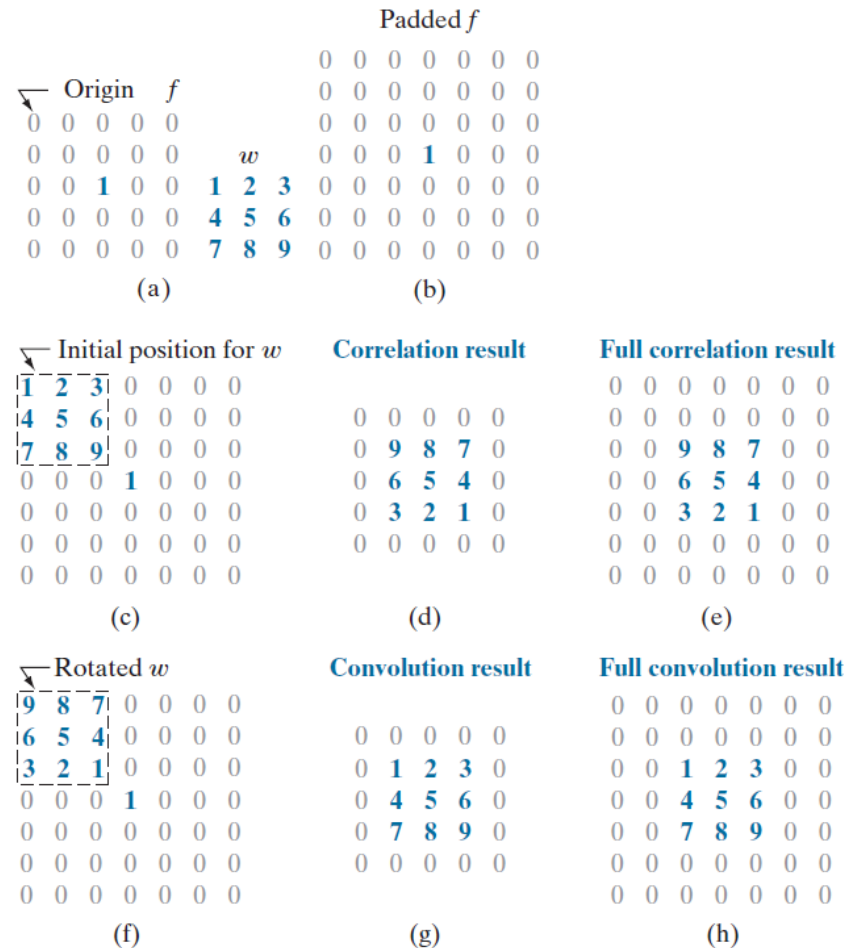 Padded f
0 0 0 0 0 0 0
0 0 0 0 0 0 0
0 0 0 0 0 0 0
0 0 0 1 0 0 0
0 0 0 0 0 0 0
0 0 0 0 0 0 0
0 0 0 0 0 0 0
Origin f
0 0 0 0 0
0 0 0 0 0
0 0 1 0 0
0 0 0 0 0
0 0 0 0 0
w
1 2 3
4 5 6
7 8 9
(a)
(b)
Initial position for w
1 2 3 0 0 0 0
4 5 6 0 0 0 0
7 8 9 0 0 0 0
0 0 0 1 0 0 0
0 0 0 0 0 0 0
0 0 0 0 0 0 0
0 0 0 0 0 0 0
(c)
Correlation result
0 0 0 0 0
0 9 8 7 0
0 6 5 4 0
0 3 2 1 0
0 0 0 0 0
(d)
Full correlation result
0 0 0 0 0 0 0
0 0 0 0 0 0 0
0 0 9 8 7 0 0
0 0 6 5 4 0 0
0 0 3 2 1 0 0
0 0 0 0 0 0 0
0 0 0 0 0 0 0
(e)
Rotated w
9 8 7 0 0 0 0
6 5 4 0 0 0 0
3 2 1 0 0 0 0
0 0 0 1 0 0 0
0 0 0 0 0 0 0
0 0 0 0 0 0 0
0 0 0 0 0 0 0
(f)
Convolution result
0 0 0 0 0
0 1 2 3 0
0 4 5 6 0
0 7 8 9 0
0 0 0 0 0
(g)
Full convolution result
0 0 0 0 0 0 0
0 0 0 0 0 0 0
0 0 1 2 3 0 0
0 0 4 5 6 0 0
0 0 7 8 9 0 0
0 0 0 0 0 0 0
0 0 0 0 0 0 0
(h)